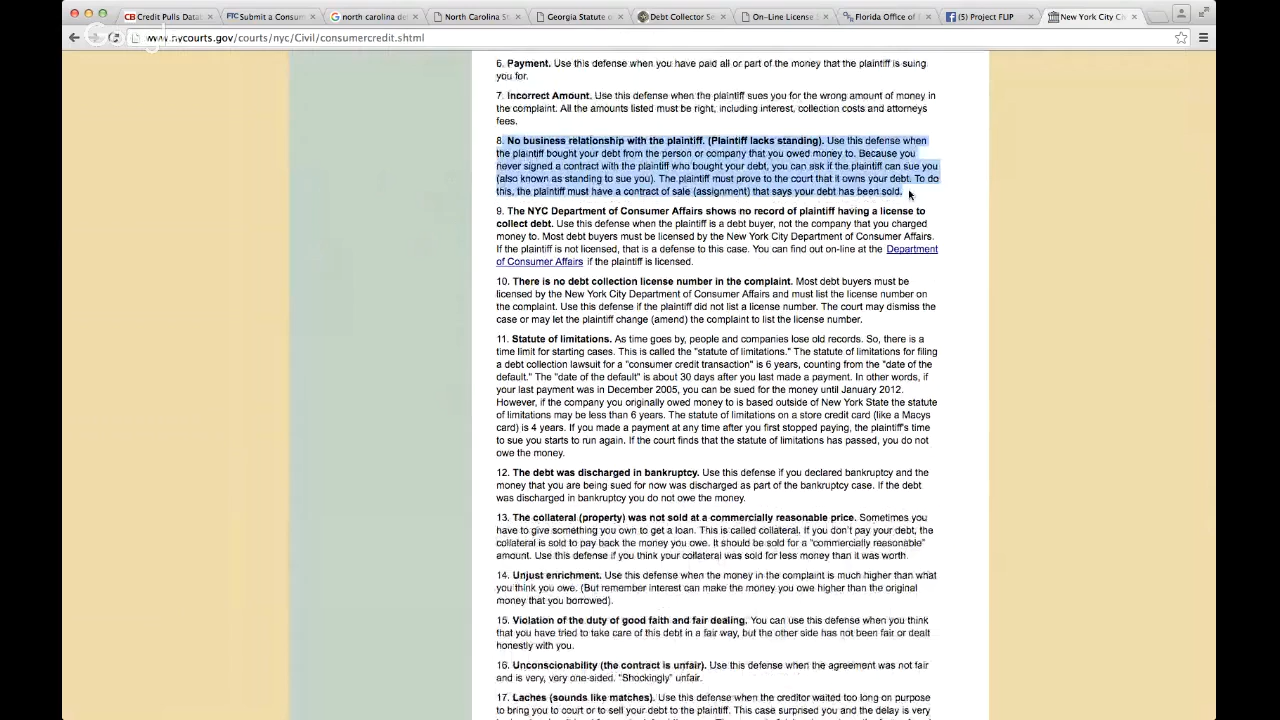 Credit Pulls Datal
Submit a Consum
north carolina de
North Carolina S
Georgia Statute o
Debt Collector Se
On-Line License
Florida Office of
(5) Project FLIP
New York City Ci
www.nycourts.gov/courts/nyc/Civil/consumercredit.shtml
6. Payment. Use this defense when you have paid all or part of the money that the plaintiff is suing
you for.
7. Incorrect Amount. Use this defense when the plaintiff sues you for the wrong amount of money in
the complaint. All the amounts listed must be right, including interest, collection costs and attorneys
fees.
8. No business relationship with the plaintiff. (Plaintiff lacks standing). Use this defense when
the plaintiff bought your debt from the person or company that you owed money to. Because you
never signed a contract with the plaintiff who bought your debt, you can ask if the plaintiff can sue you
(also known as standing to sue you). The plaintiff must prove to the court that it owns your debt. To do
this, the plaintiff must have a contract of sale (assignment) that says your debt has been sold.
9. The NYC Department of Consumer Affairs shows no record of plaintiff having a license to
collect debt. Use this defense when the plaintiff is a debt buyer, not the company that you charged
money to. Most debt buyers must be licensed by the New York City Department of Consumer Affairs.
If the plaintiff is not licensed, that is a defense to this case. You can find out on-line at the Department
of Consumer Affairs if the plaintiff is licensed.
10. There is no debt collection license number in the complaint. Most debt buyers must be
licensed by the New York City Department of Consumer Affairs and must list the license number on
the complaint. Use this defense if the plaintiff did not list a license number. The court may dismiss the
case or may let the plaintiff change (amend) the complaint to list the license number.
11. Statute of limitations. As time goes by, people and companies lose old records. So, there is a
time limit for starting cases. This is called the "statute of limitations." The statute of limitations for filing
a debt collection lawsuit for a "consumer credit transaction" is 6 years, counting from the "date of the
default." The "date of the default" is about 30 days after you last made a payment. In other words, if
your last payment was in December 2005, you can be sued for the money until January 2012.
However, if the company you originally owed money to is based outside of New York State the statute
of limitations may be less than 6 years. The statute of limitations on a store credit card (like a Macys
card) is 4 years. If you made a payment at any time after you first stopped paying, the plaintiff's time
to sue you starts to run again. If the court finds that the statute of limitations has passed, you do not
owe the money.
12. The debt was discharged in bankruptcy. Use this defense if you declared bankruptcy and the
money that you are being sued for now was discharged as part of the bankruptcy case. If the debt
was discharged in bankruptcy you do not owe the money.
13. The collateral (property) was not sold at a commercially reasonable price. Sometimes you
have to give something you own to get a loan. This is called collateral. If you don't pay your debt, the
collateral is sold to pay back the money you owe. It should be sold for a "commercially reasonable"
amount. Use this defense if you think your collateral was sold for less money than it was worth.
14. Unjust enrichment. Use this defense when the money in the complaint is much higher than what
you think you owe. (But remember interest can make the money you owe higher than the original
money that you borrowed).
15. Violation of the duty of good faith and fair dealing. You can use this defense when you think
that you have tried to take care of this debt in a fair way, but the other side has not been fair or dealt
honestly with you.
16. Unconscionability (the contract is unfair). Use this defense when the agreement was not fair
and is very, very one-sided. "Shockingly" unfair.
17. Laches (sounds like matches). Use this defense when the creditor waited too long on purpose
to bring you to court or to sell your debt to the plaintiff. This case surprised you and the delay is very